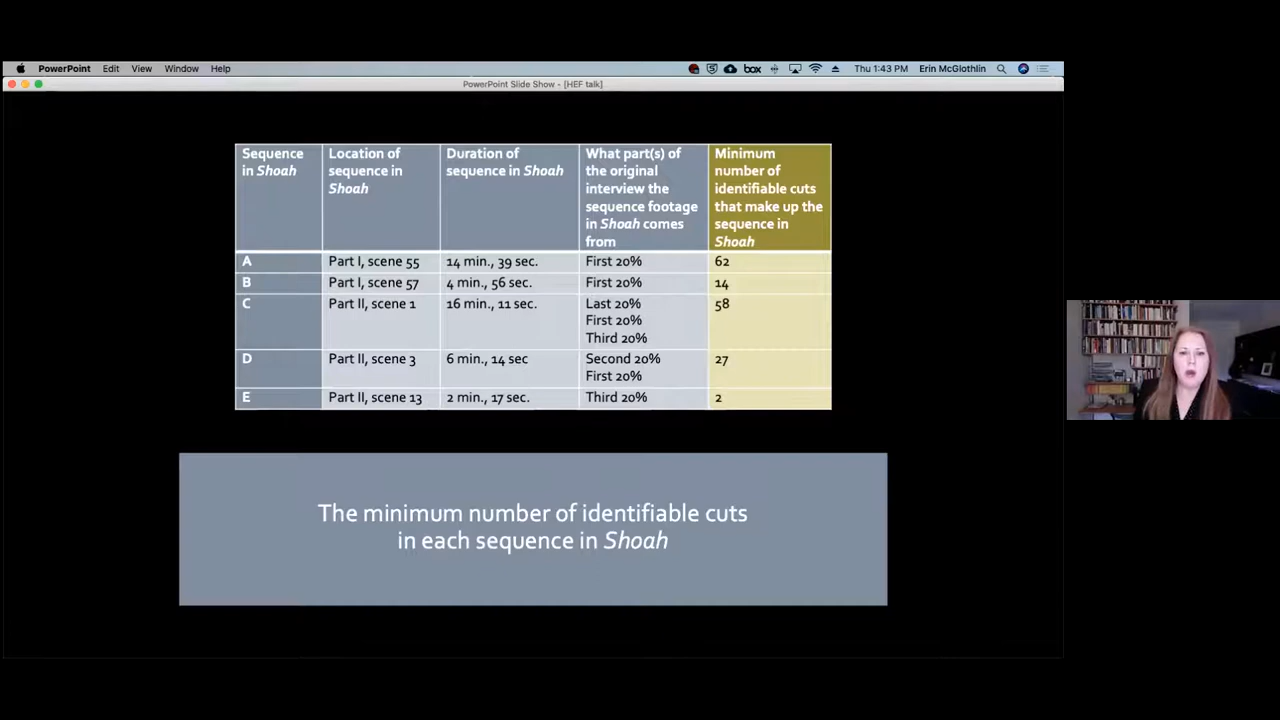 PowerPoint Edit View Window Help box Thu 1:43 PM Erin McGlothlin
PowerPoint Slide Show - [HEF talk]
Sequence in Shoah
Location of sequence in Shoah
Duration of sequence in Shoah
What part(s) of the original interview the sequence footage in Shoah comes from
Minimum number of identifiable cuts that make up the sequence in Shoah
A Part I, scene 55 14 min., 39 sec. First 20% 62
B Part I, scene 57 4 min., 56 sec. First 20% 14
C Part II, scene 1 16 min., 11 sec. Last 20% 58
First 20%
Third 20%
D Part II, scene 3 6 min., 14 sec Second 20% 27
First 20%
E Part II, scene 13 2 min., 17 sec. Third 20% 2
The minimum number of identifiable cuts
in each sequence in Shoah